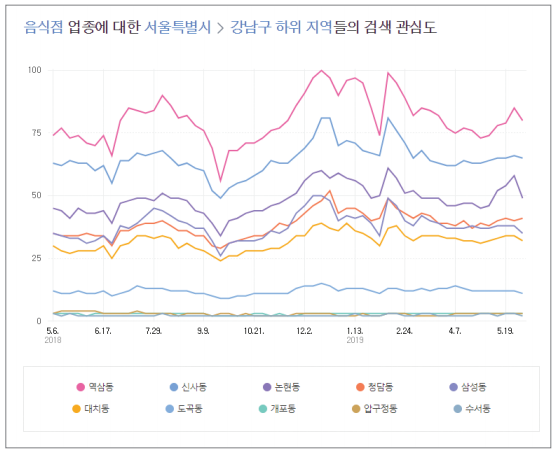 음식점 업종에 대한 서울특별시 > 강남구 하위 지역들의 검색 관심도
100
75
50
25
0
5.6. 6.17. 7.29. 9.9. 10.21. 12.2. 1.13. 2.24. 4.7. 5.19.
2018 2019
역삼동 신사동 논현동 청담동 삼성동
대치동 도곡동 개포동 압구정동 수서동